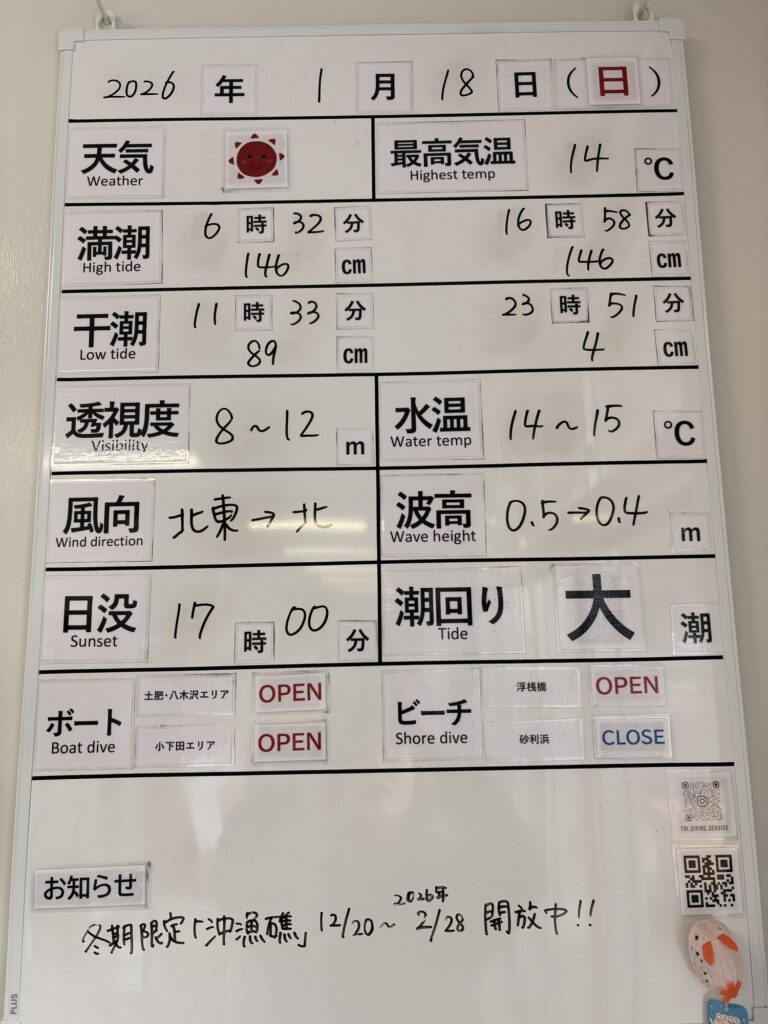 2026 年 1 月 18 日 (日)
天気 最高気温 14 ℃
Weather Highest temp
満潮 6 時 32 分 16 時 58 分
High tide 146 cm 146 cm
干潮 11 時 33 分 23 時 51 分
Low tide 89 cm 4 cm
透視度 8~12 m 水温 14~15 ℃
Visibility Water temp
風向 北東→北 波高 0.5→0.4 m
Wind direction Wave height
日没 17 時 00 分 潮回り 大 潮
Sunset Tide
ボート 土肥・八木沢エリア OPEN ビーチ 浮桟橋 OPEN
Boat dive 小下田エリア OPEN Shore dive 砂利浜 CLOSE
TOI_DIVING_SERVICE
お知らせ
2026年
冬期限定「沖漁礁」12/20~2/28 開放中!!
PLUS